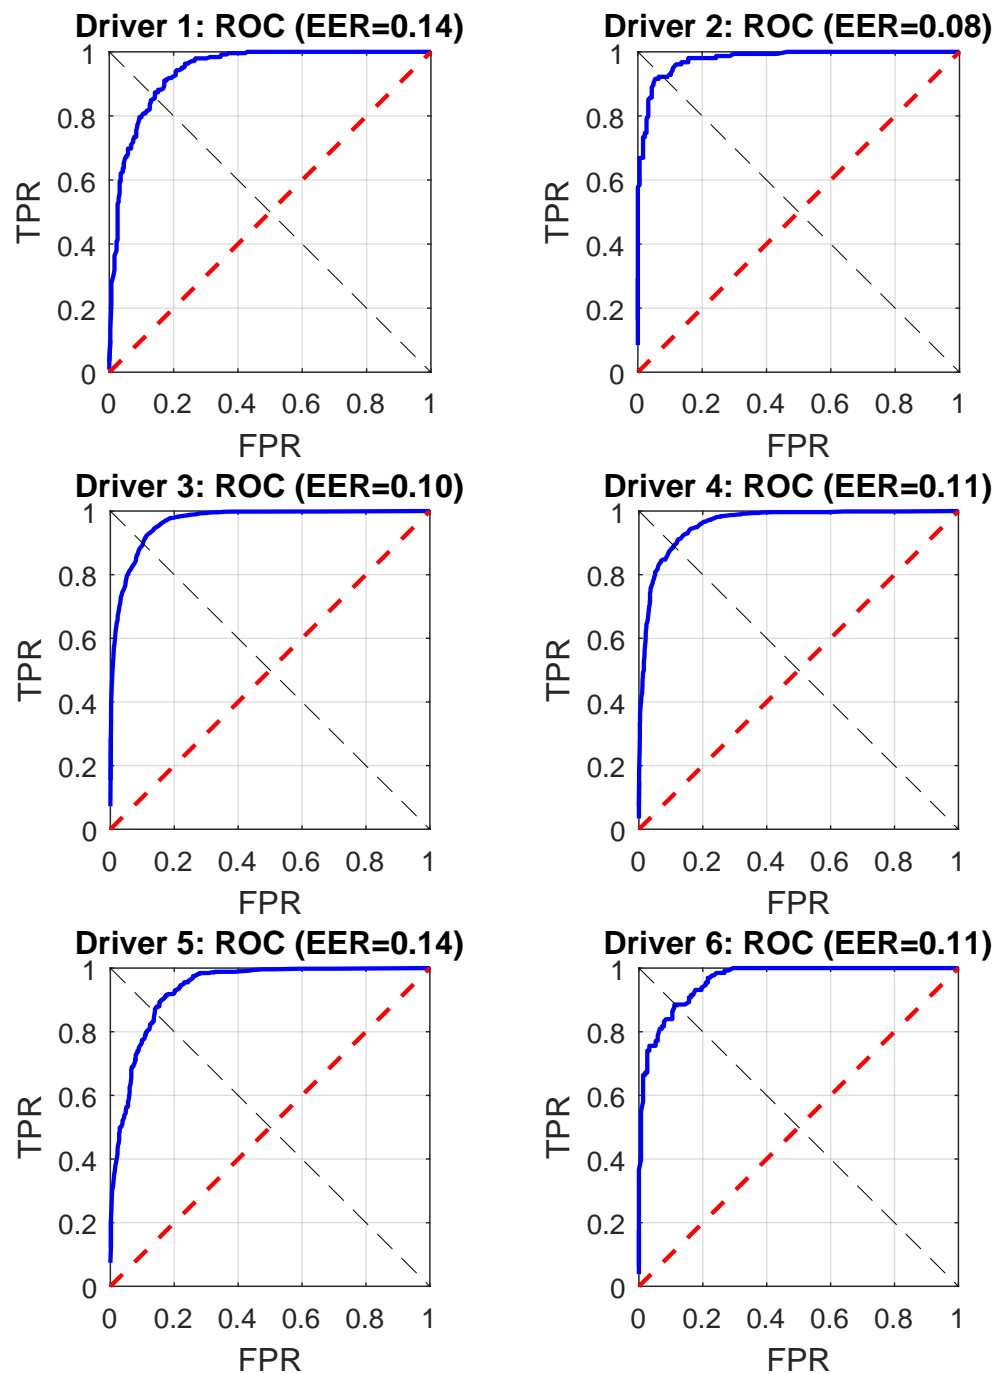 Driver 1: ROC (EER=0.14)
1
0.8
0.6
0.4
0.2
0
TPR
0 0.2 0.4 0.6 0.8 1
FPR
Driver 2: ROC (EER=0.08)
1
0.8
0.6
0.4
0.2
0
TPR
0 0.2 0.4 0.6 0.8 1
FPR
Driver 3: ROC (EER=0.10)
1
0.8
0.6
0.4
0.2
0
TPR
0 0.2 0.4 0.6 0.8 1
FPR
Driver 4: ROC (EER=0.11)
1
0.8
0.6
0.4
0.2
0
TPR
0 0.2 0.4 0.6 0.8 1
FPR
Driver 5: ROC (EER=0.14)
1
0.8
0.6
0.4
0.2
0
TPR
0 0.2 0.4 0.6 0.8 1
FPR
Driver 6: ROC (EER=0.11)
1
0.8
0.6
0.4
0.2
0
TPR
0 0.2 0.4 0.6 0.8 1
FPR